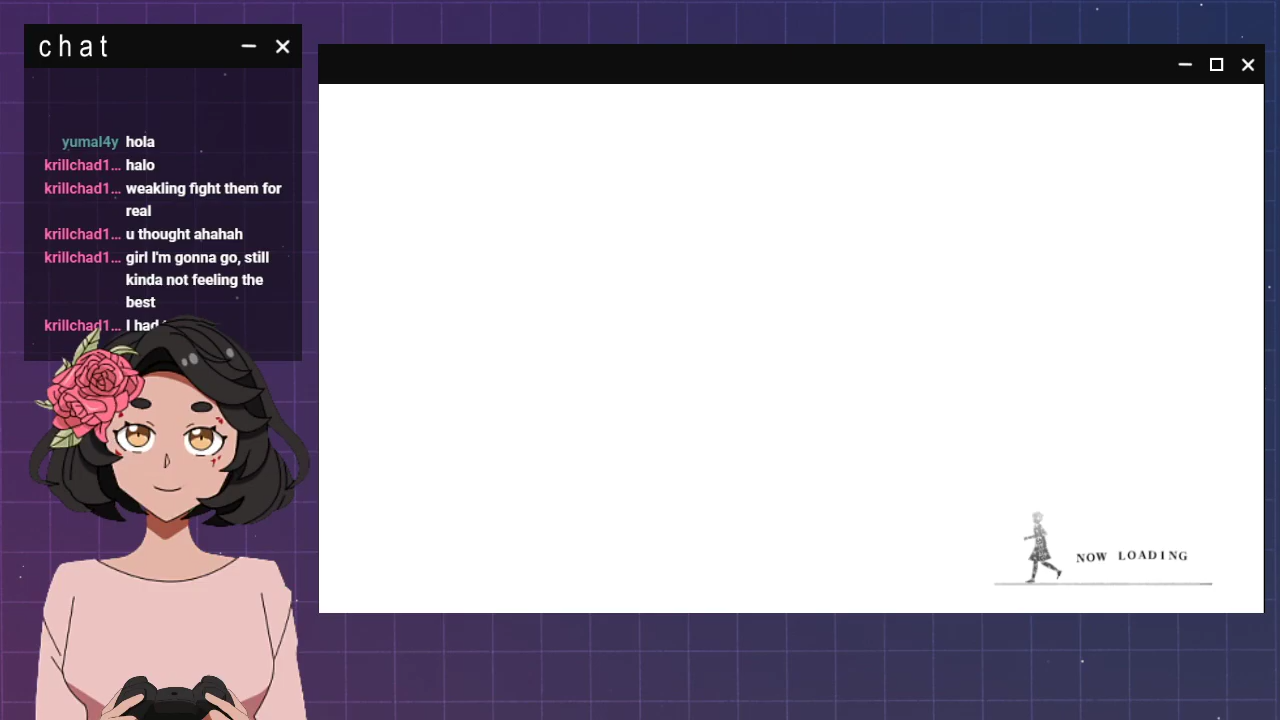 chat
yumal4y hola
krillchad1... halo
krillchad1... weakling fight them for
real
krillchad1... u thought ahahah
krillchad1... girl I'm gonna go, still
kinda not feeling the
best
krillchad1... I had
NOW LOADING